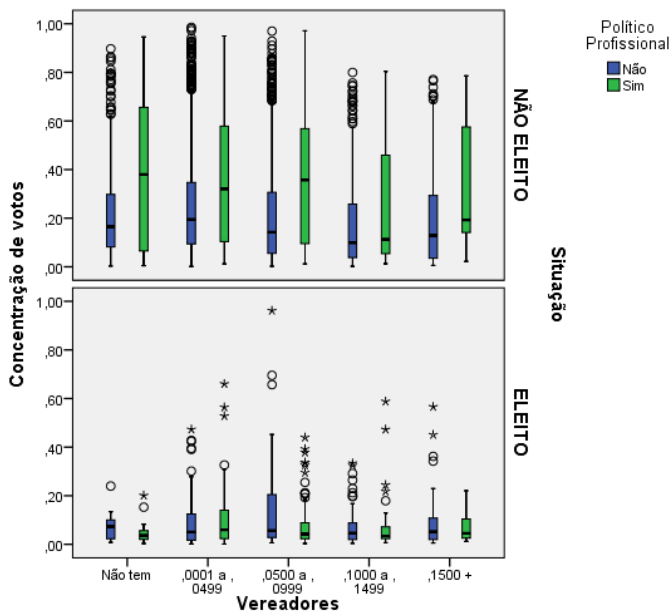 Político
Profissional
Não
Sim
Concentração de votos
1,00
,80
,60
,40
,20
,00
NÃO ELEITO
1,00
,80
,60
,40
,20
,00
ELEITO
Situação
Não tem
,0001 a ,
0499
,0500 a ,
0999
,1000 a ,
1499
,1500 +
Vereadores